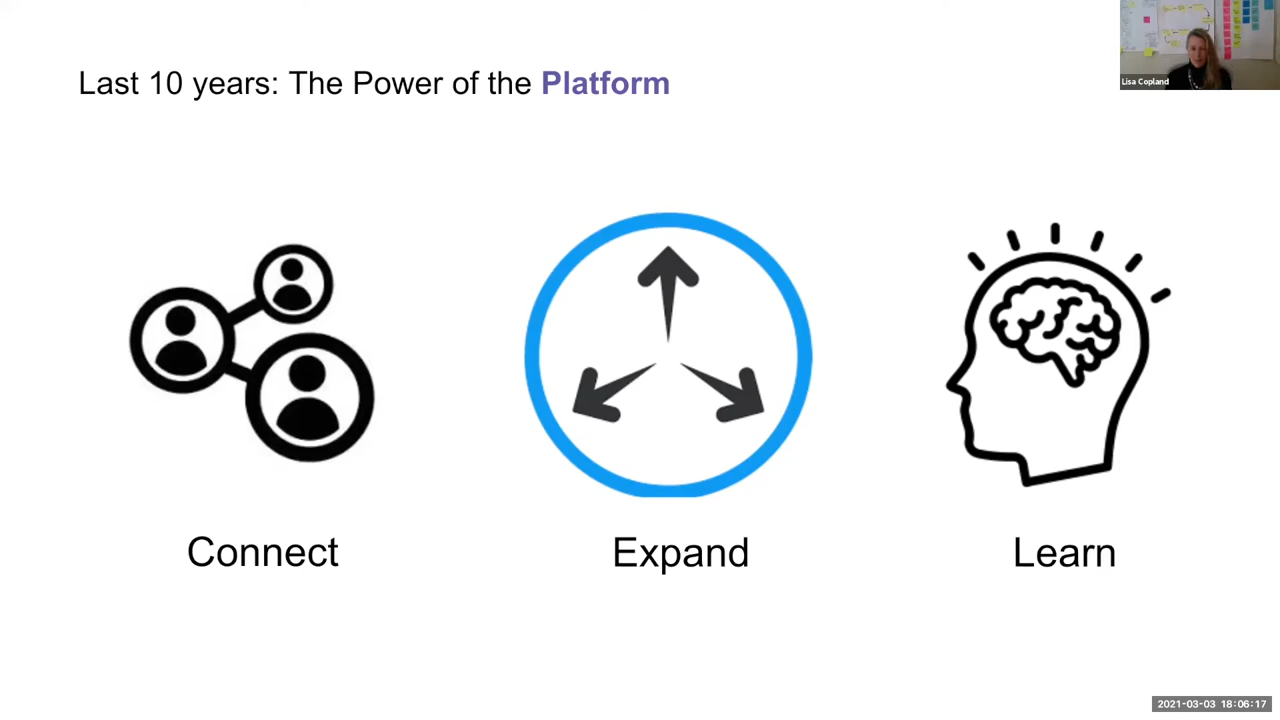 Last 10 years: The Power of the Platform
Lisa Copland
Connect
Expand
Learn
2021-03-03 18:06:17